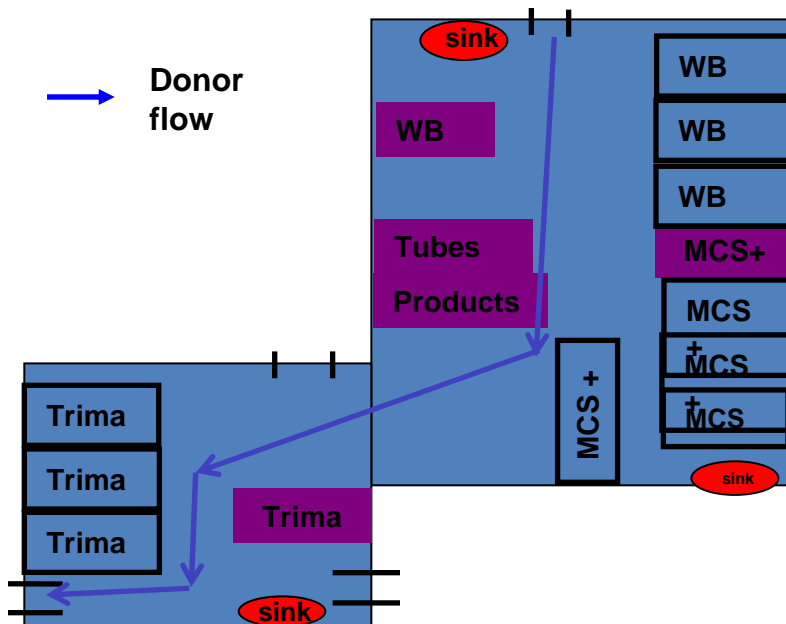 sink
Donor
flow
WB
WB
WB
WB
Tubes
MCS+
Products
MCS
+
MCS
+
MCS
MCS +
Trima
Trima
Trima
Trima
sink
sink